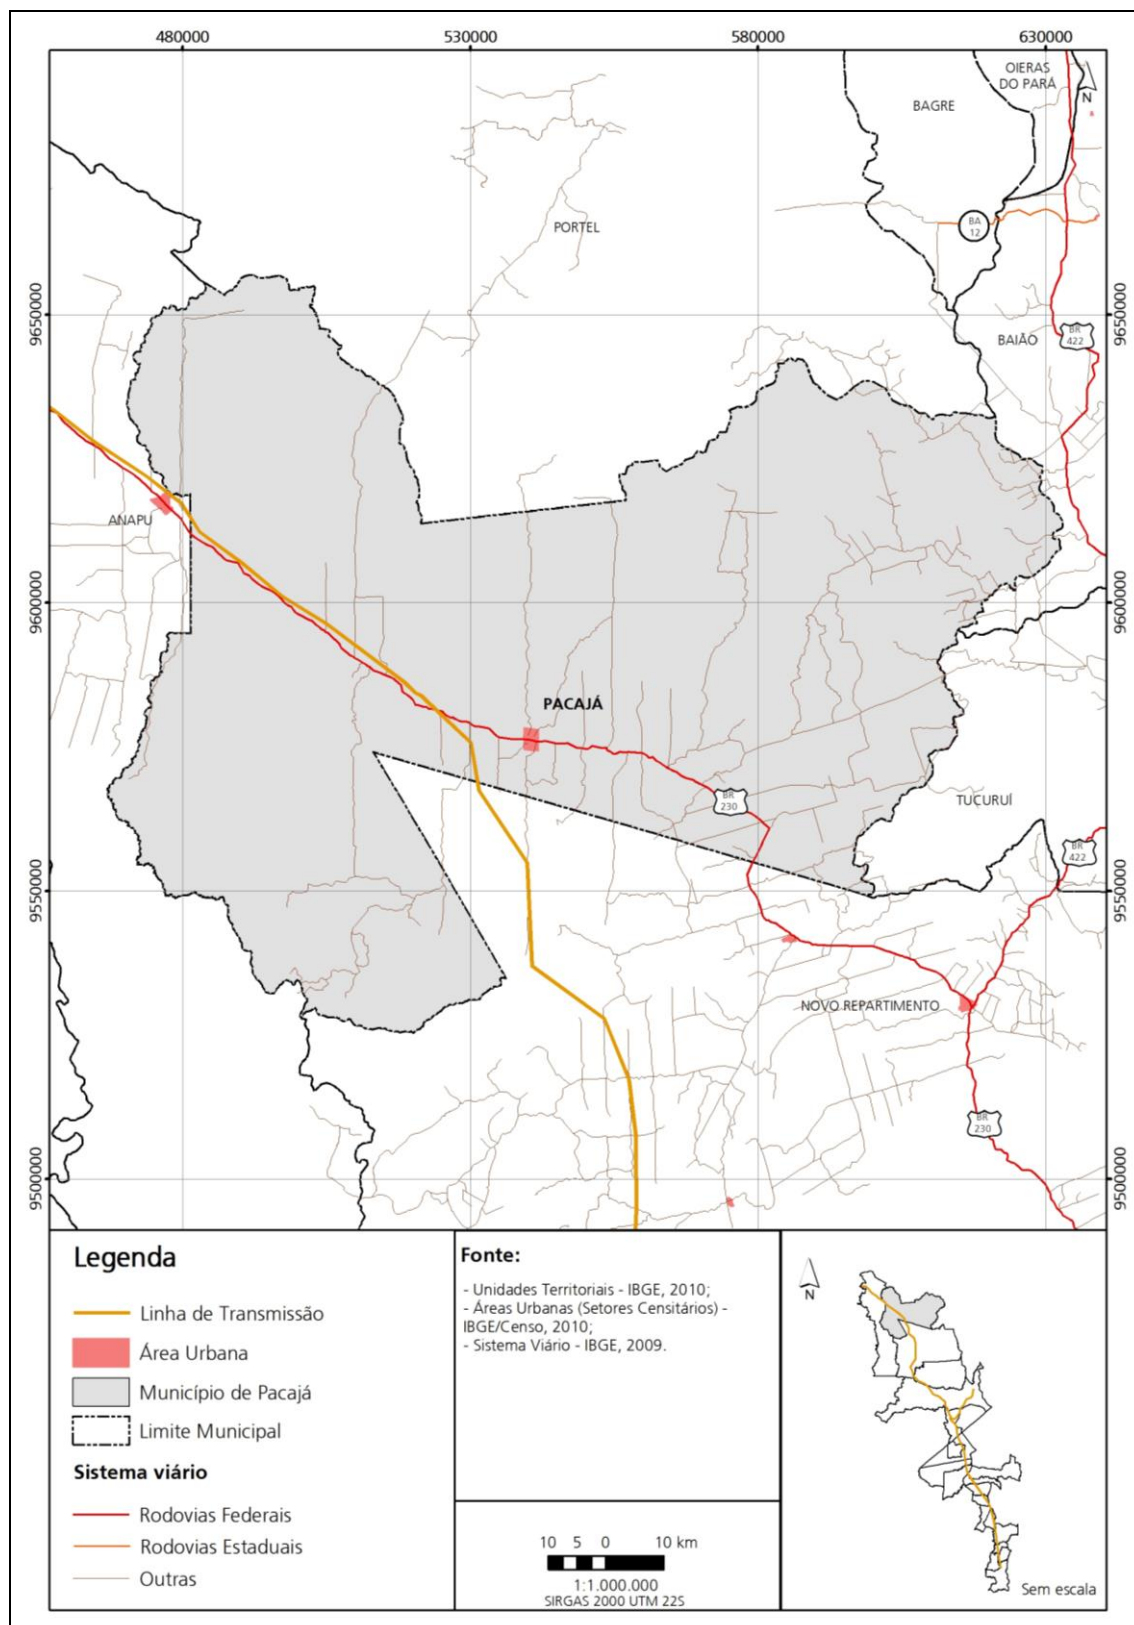 480000
530000
580000
630000
OIERAS
DO PARÁ
N
BAGRE
PORTEL
BA
12
9650000
9650000
BAIÃO
BR
422
ANAPU
9600000
9600000
PACAJÁ
BR
230
TUCURUÍ
BR
422
9550000
9550000
NOVO REPARTIMENTO
BR
230
9500000
9500000
Legenda
Linha de Transmissão
Área Urbana
Município de Pacajá
Limite Municipal
Sistema viário
Rodovias Federais
Rodovias Estaduais
Outras
Fonte:
- Unidades Territoriais - IBGE, 2010;
- Áreas Urbanas (Setores Censitários) -
IBGE/Censo, 2010;
- Sistema Viário - IBGE, 2009.
10 5 0 10 km
1:1.000.000
SIRGAS 2000 UTM 22S
N
Sem escala